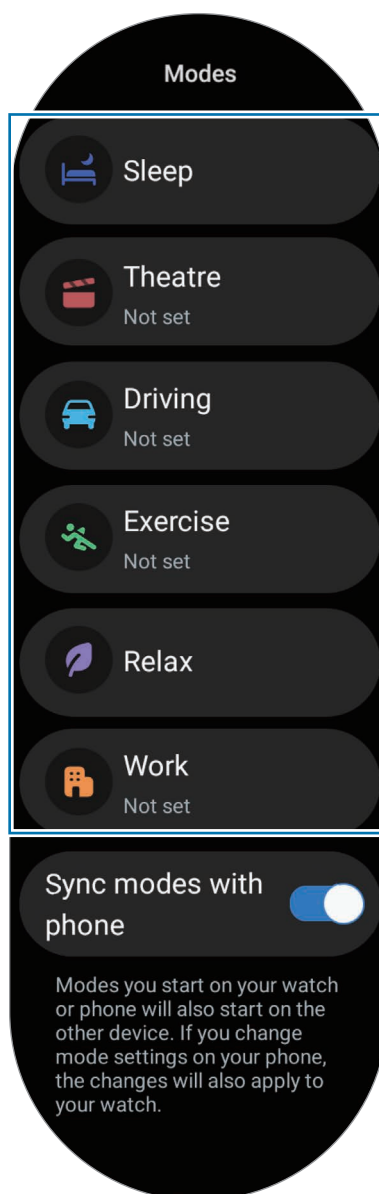 Modes
Sleep
Theatre
Not set
Driving
Not set
Exercise
Not set
Relax
Work
Not set
Sync modes with
phone
Modes you start on your watch
or phone will also start on the
other device. If you change
mode settings on your phone,
the changes will also apply to
your watch.